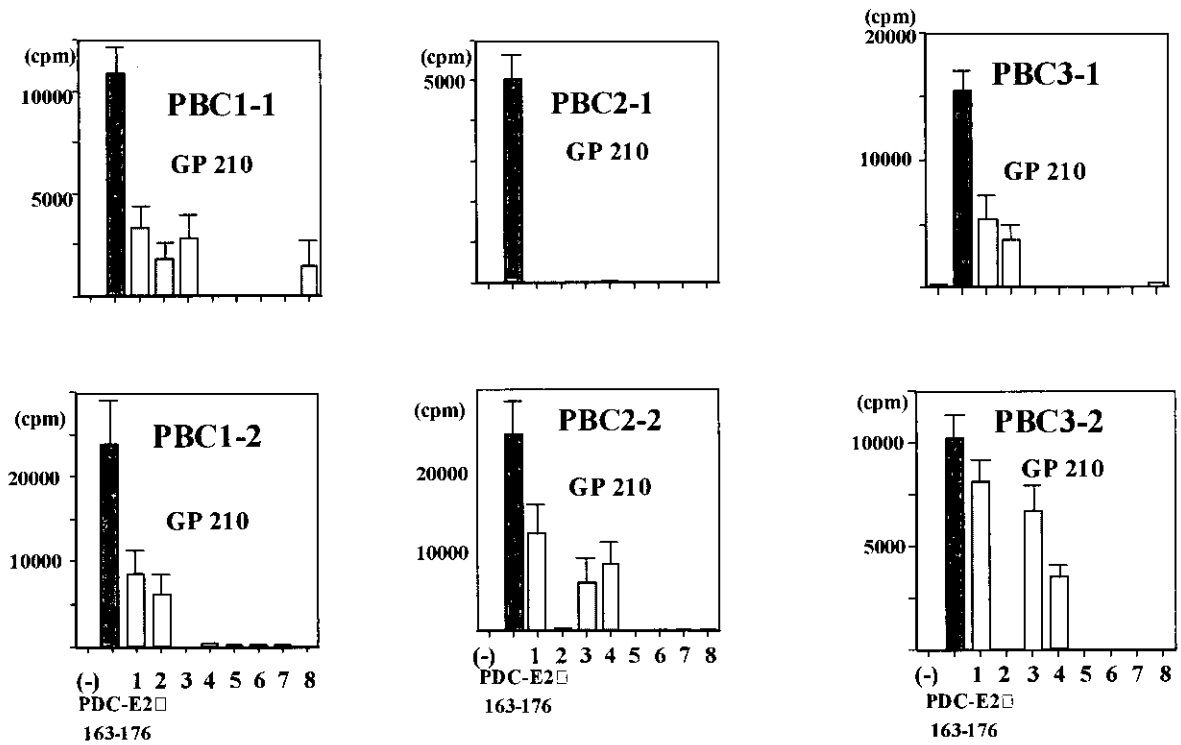 (cpm)
10000
5000
PBC1-1
GP 210
(cpm)
5000
PBC2-1
GP 210
(cpm)
20000
10000
PBC3-1
GP 210
(cpm)
20000
10000
PBC1-2
GP 210
(-) 1 2 3 4 5 6 7 8
PDC-E2□
163-176
(cpm)
20000
10000
PBC2-2
GP 210
(-) 1 2 3 4 5 6 7 8
PDC-E2□
163-176
(cpm)
10000
5000
PBC3-2
GP 210
(-) 1 2 3 4 5 6 7 8
PDC-E2□
163-176